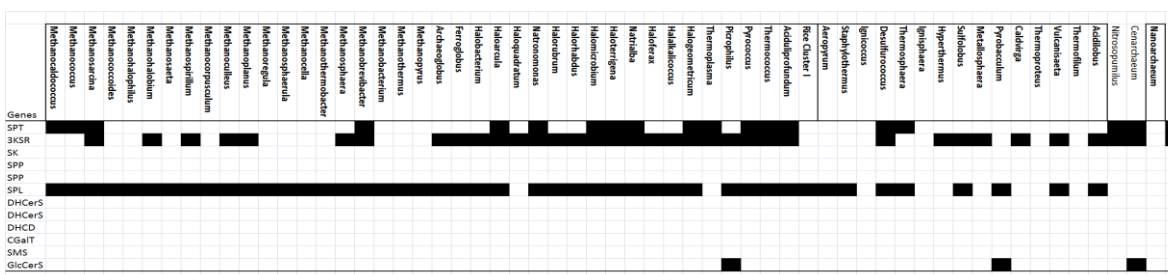 Methanocaldococcus
Methanococcus
Methanosarcina
Methanococcoides
Methanohalophilus
Methanohalobium
Methanosaeta
Methanospirillum
Methanocorpusculum
Methanoculleus
Methanoplanus
Methanoregula
Methanosphaerula
Methanocella
Methanothermobacter
Methanosphaera
Methanobrevibacter
Methanobacterium
Methanothermus
Methanopyrus
Archaeoglobus
Ferroglobus
Halobacterium
Haloarcula
Haloquadratum
Natronomonas
Halorubrum
Halorhabdus
Halomicrobium
Haloterrigena
Natrialba
Haloferax
Halalkalicoccus
Halogeometricum
Thermoplasma
Picrophilus
Pyrococcus
Thermococcus
Aciduliprofundum
Rice Cluster I
Aeropyrum
Staphylothermus
Ignicoccus
Desulfurococcus
Thermosphaera
Ignisphaera
Hyperthermus
Sulfolobus
Metallosphaera
Pyrobacculum
Caldivirga
Thermoproteus
Vulcanisaeta
Thermofilum
Acidilobus
Nitrosopumilus
Cenarchaeum
Nanoarchaeum
Genes
SPT
3KSR
SK
SPP
SPP
SPL
DHCerS
DHCerS
DHCD
CGalT
SMS
GlcCerS